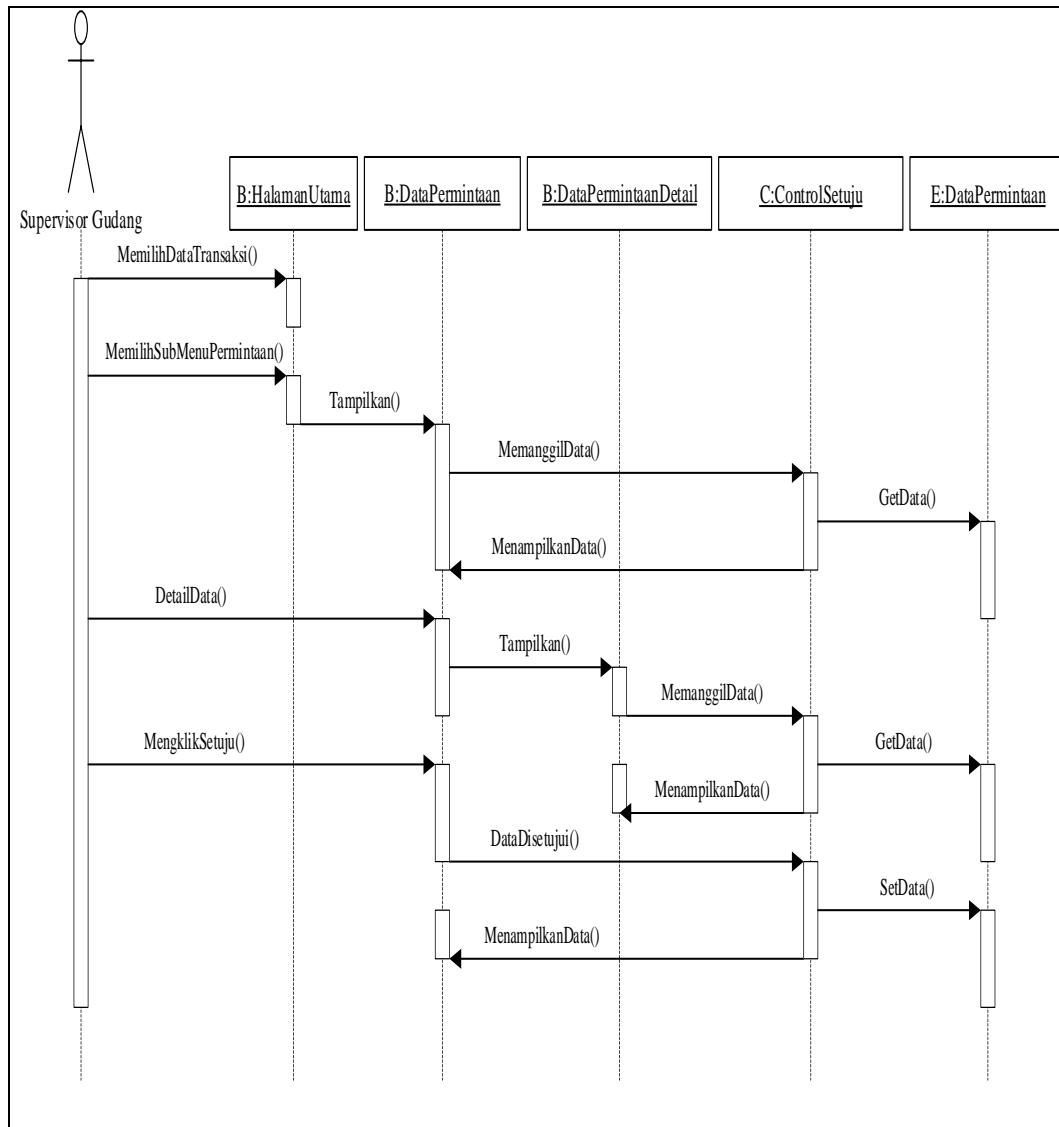 B:HalamanUtama
B:DataPermintaan
B:DataPermintaanDetail
C:ControlSetuju
E:DataPermintaan
Supervisor Gudang
MemilihDataTransaksi()
MemilihSubMenuPermintaan()
Tampilkan()
MemanggilData()
GetData()
MenampilkanData()
DetailData()
Tampilkan()
MemanggilData()
MengklikSetuju()
GetData()
MenampilkanData()
DataDisetujui()
SetData()
MenampilkanData()